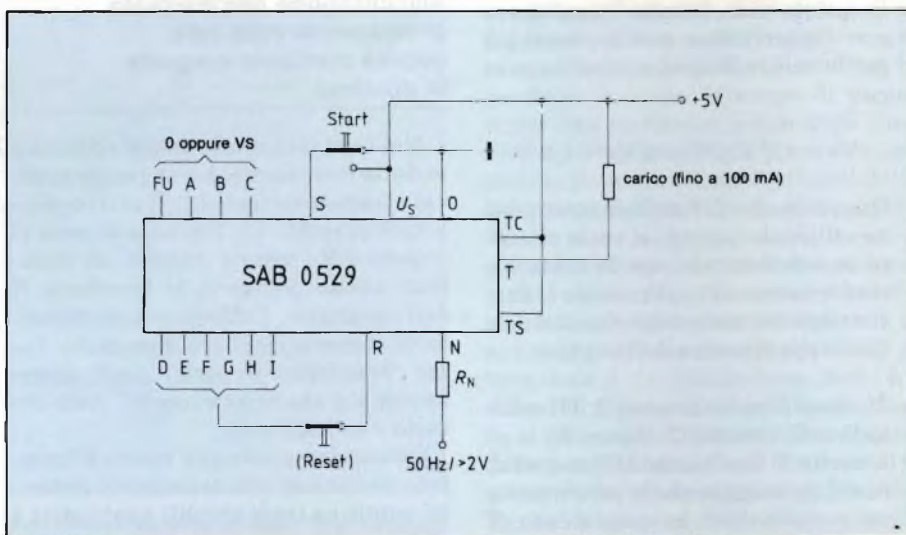 +5V
Start
0 oppure VS
FU A B C
S U_S 0
carico (fino a 100 mA)
TC
T
SAB 0529
TS
R N
D E F G H I
R_N
(Reset)
50 Hz / >2V